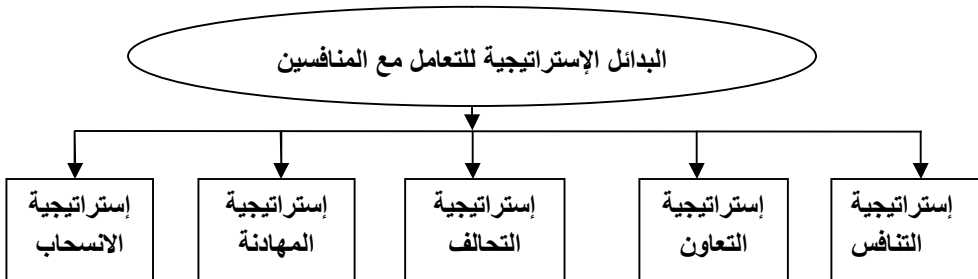 البدائل الإستراتيجية للتعامل مع المنافسين
إستراتيجية
التنافس
إستراتيجية
التعاون
إستراتيجية
التحالف
إستراتيجية
المهادنة
إستراتيجية
الانسحاب